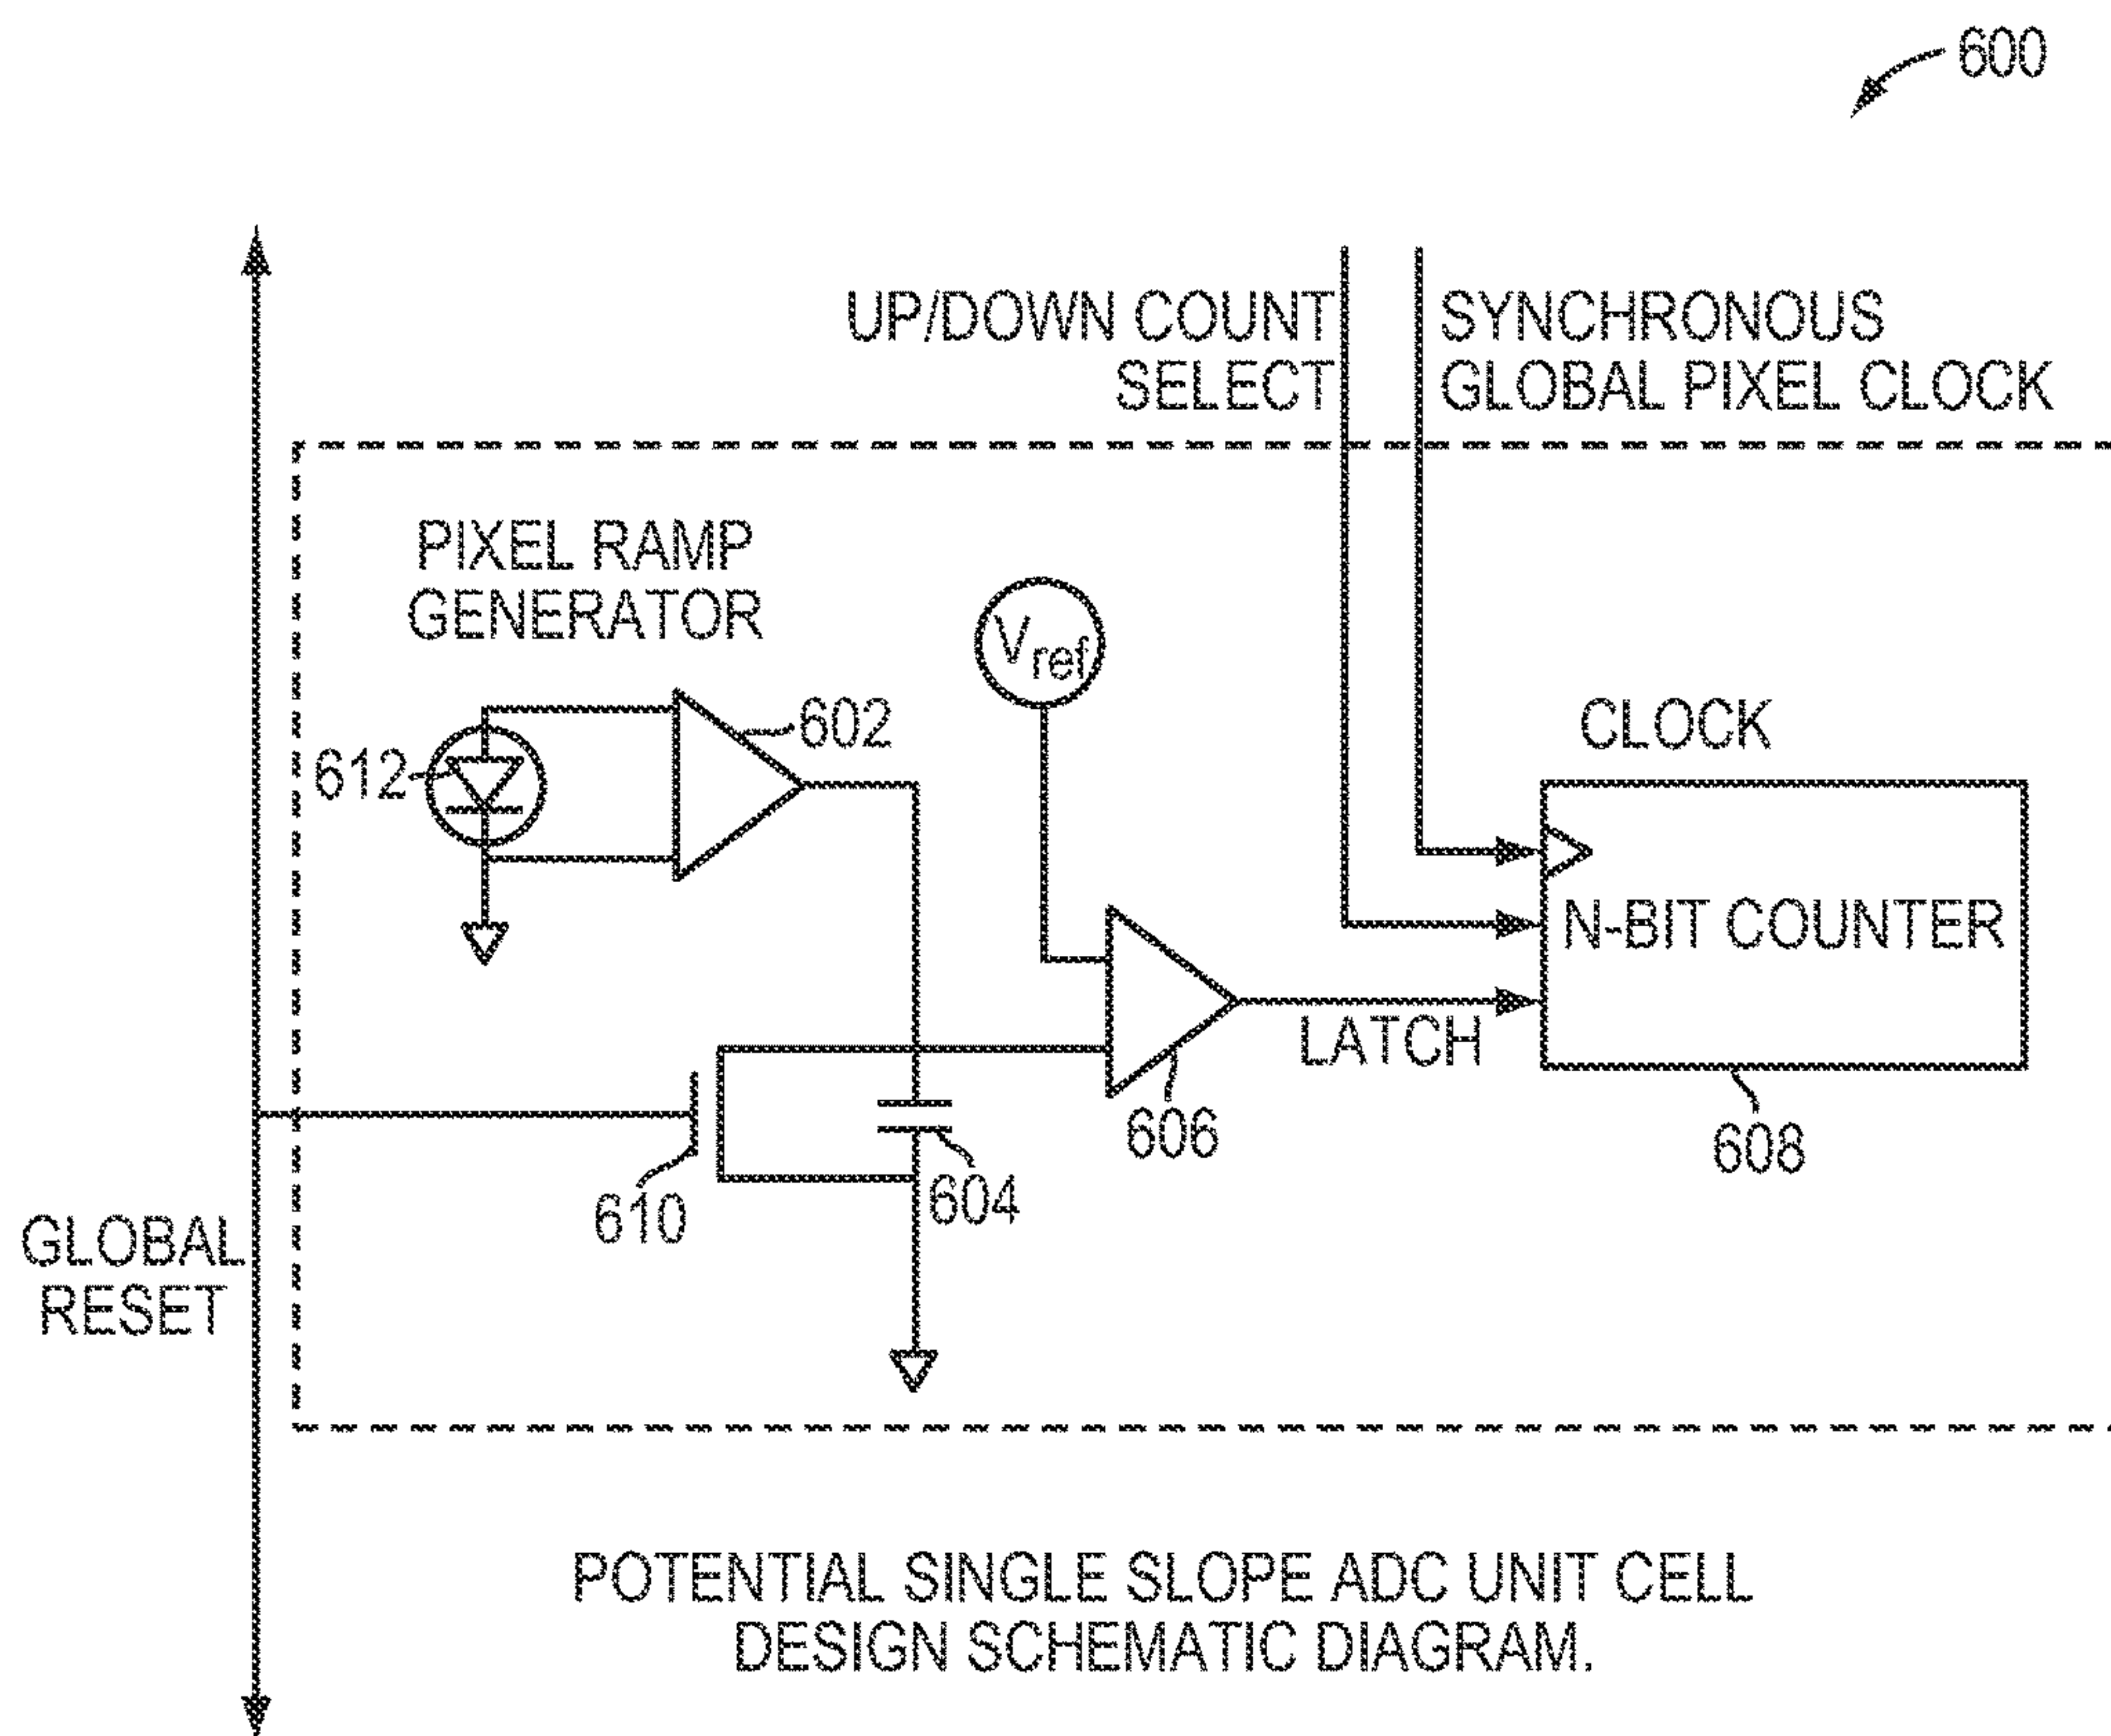 600
UP/DOWN COUNT
SELECT
SYNCHRONOUS
GLOBAL PIXEL CLOCK
PIXEL RAMP
GENERATOR
Vref
602
612
CLOCK
N-BIT COUNTER
LATCH
606
608
610
604
GLOBAL
RESET
POTENTIAL SINGLE SLOPE ADC UNIT CELL
DESIGN SCHEMATIC DIAGRAM.